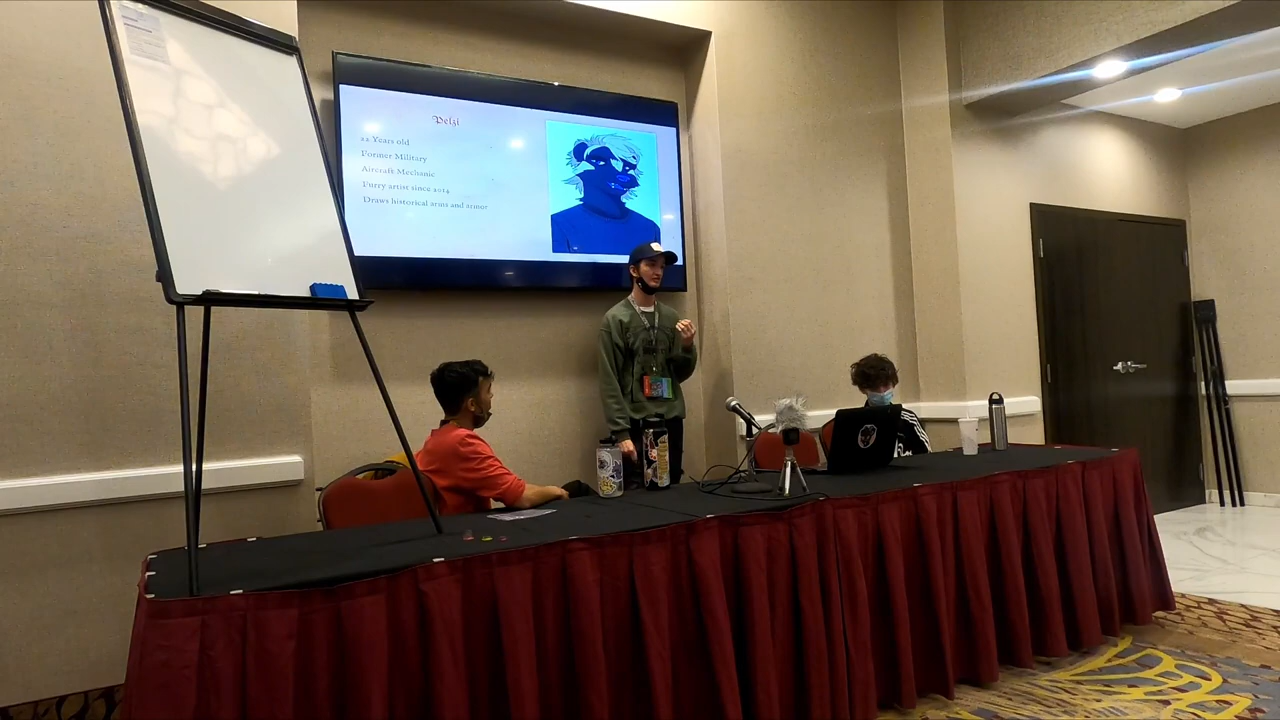 Pelzi
22 Years old
Former Military
Aircraft Mechanic
Furry artist since 2014
Draws historical arms and armor